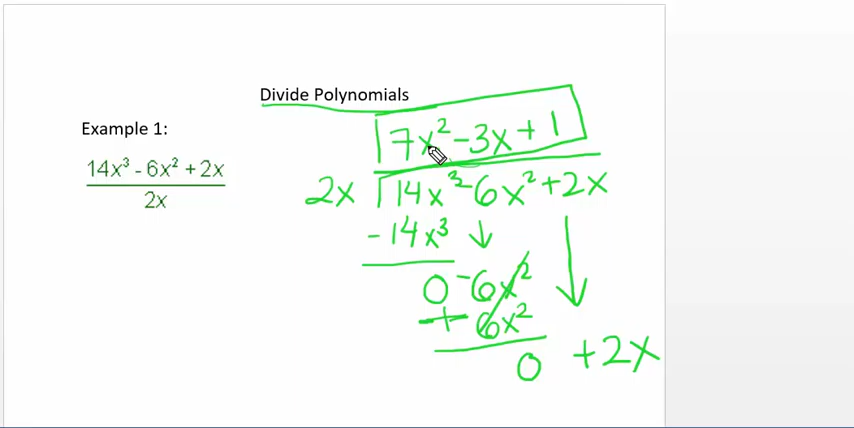 Divide Polynomials
Example 1:
14x³ - 6x² + 2x
2x
7x² - 3x + 1
2x 14x³ - 6x² + 2x
- 14x³
0 - 6x²
+ 6x²
0 + 2x